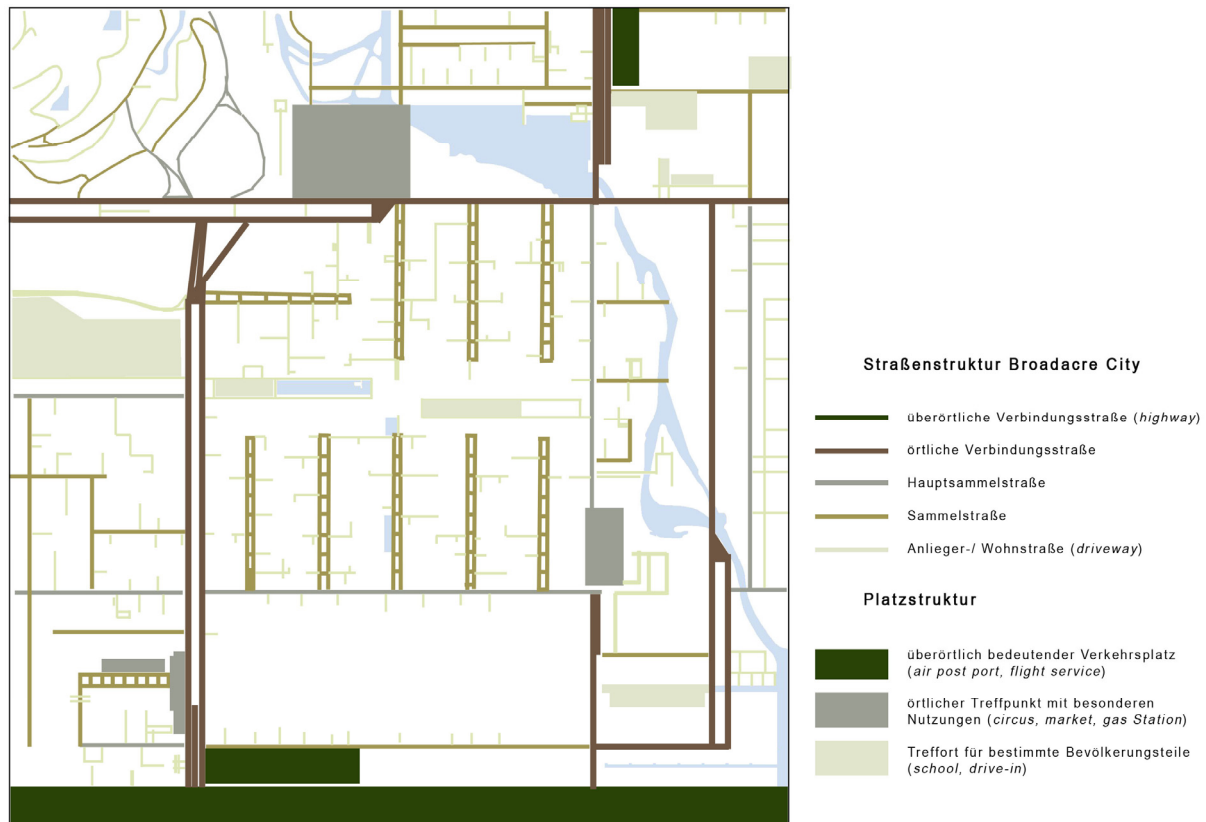 Straßenstruktur Broadacre City
überörtliche Verbindungsstraße (highway)
örtliche Verbindungsstraße
Hauptsammelstraße
Sammelstraße
Anlieger-/ Wohnstraße (driveway)
Platzstruktur
überörtlich bedeutender Verkehrsplatz
(air post port, flight service)
örtlicher Treffpunkt mit besonderen
Nutzungen (circus, market, gas Station)
Treffort für bestimmte Bevölkerungsteile
(school, drive-in)